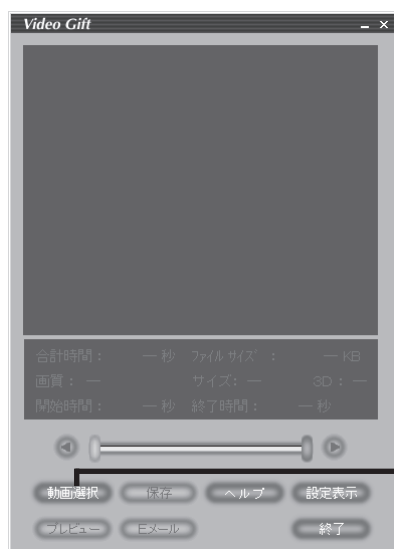 Video Gift
合計時間： ー 秒 ファイル サイズ ： ー KB
画質： ー サイズ： ー 3D： ー
開始時間： ー 秒 終了時間： ー 秒
動画選択 保存 ヘルプ 設定表示
プレビュー Eメール 終了